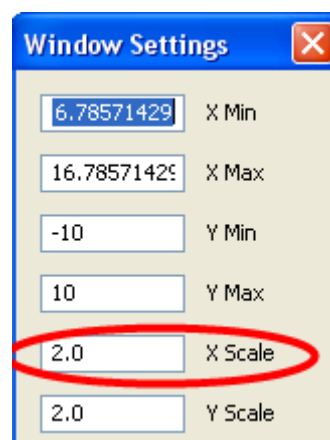 Window Settings
6.78571429 X Min
16.7857142 X Max
-10 Y Min
10 Y Max
2.0 X Scale
2.0 Y Scale